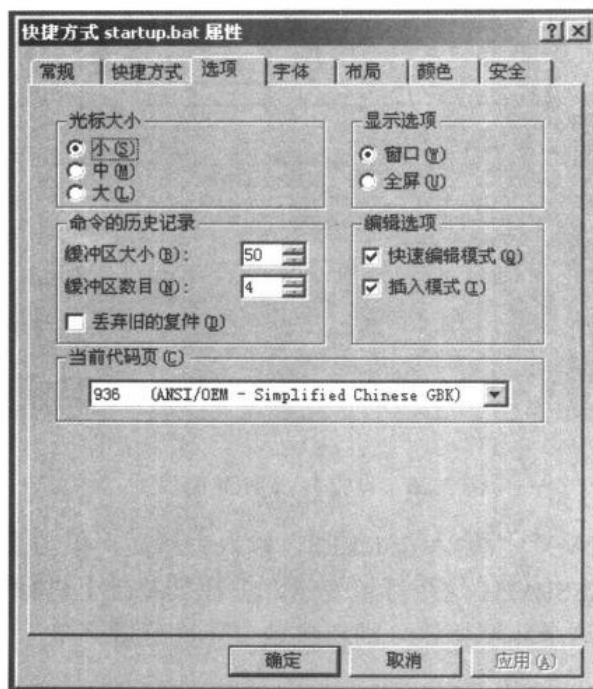 快捷方式 startup.bat 属性
常规 快捷方式 选项 字体 布局 颜色 安全
光标大小
小(S)
中(M)
大(L)
显示选项
窗口(W)
全屏(U)
命令的历史记录
缓冲区大小(B): 50
缓冲区数目(N): 4
丢弃旧的复件(D)
编辑选项
快速编辑模式(Q)
插入模式(I)
当前代码页(C)
936 (ANSI/OEM - Simplified Chinese GBK)
确定 取消 应用(A)